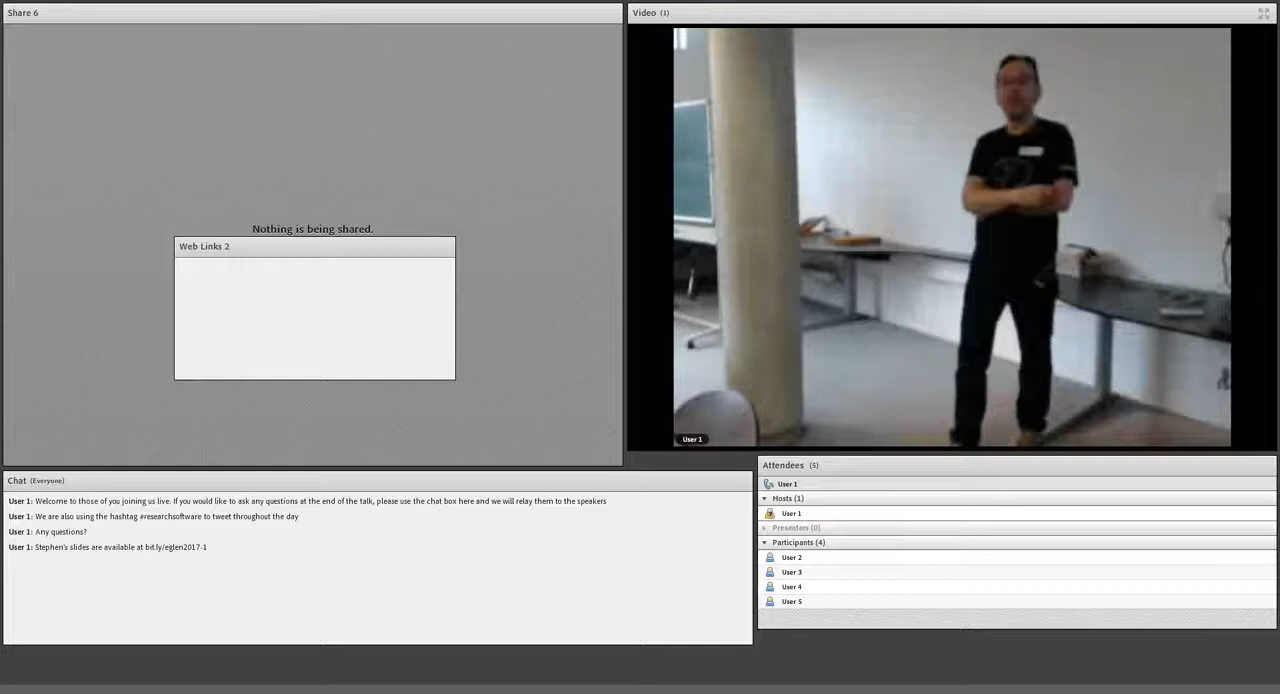 Share 6
Video (1)
Nothing is being shared.
Web Links 2
User 1
Chat (Everyone)
User 1: Welcome to those of you joining us live. If you would like to ask any questions at the end of the talk, please use the chat box here and we will relay them to the speakers
User 1: We are also using the hashtag #researchsoftware to tweet throughout the day
User 1: Any questions?
User 1: Stephen's slides are available at bit.ly/eglen2017-1
Attendees (5)
User 1
Hosts (1)
User 1
Presenters (0)
Participants (4)
User 2
User 3
User 4
User 5